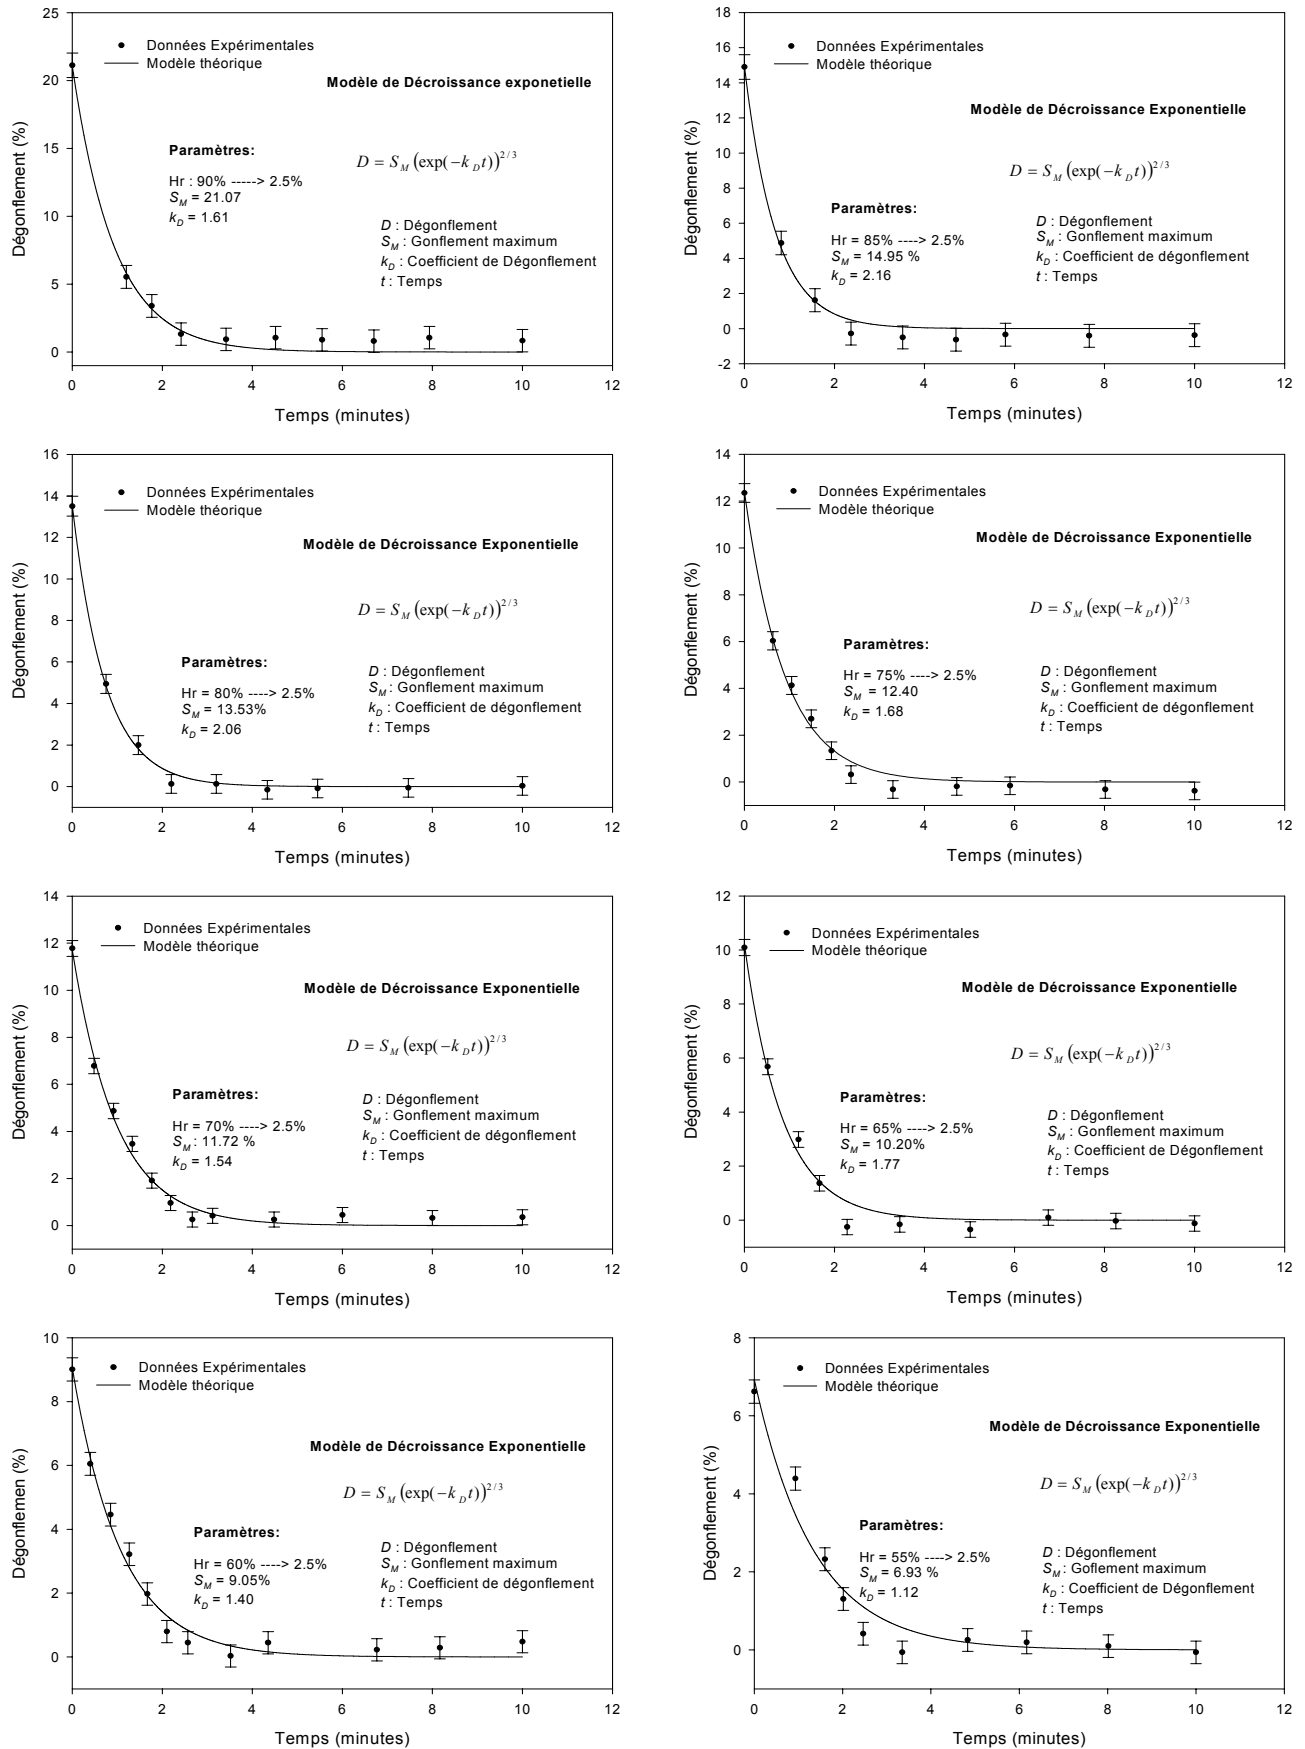 25
20
15
10
5
0
0 2 4 6 8 10 12
Dégonflement (%)
Temps (minutes)
Données Expérimentales
Modèle théorique
Modèle de Décroissance exponetielle
Paramètres:
Hr : 90% -----> 2.5%
S_M = 21.07
k_D = 1.61
D = S_M (exp(−k_D t))^2/3
D : Dégonflement
S_M : Gonflement maximum
k_D : Coefficient de Dégonflement
t : Temps
18
16
14
12
10
8
6
4
2
0
-2
0 2 4 6 8 10 12
Dégonflement (%)
Temps (minutes)
Données Expérimentales
Modèle théorique
Modèle de Décroissance Exponentielle
D = S_M (exp(−k_D t))^2/3
Paramètres:
Hr = 85% ----> 2.5%
S_M = 14.95 %
k_D = 2.16
D : Dégonflement
S_M : Gonflement maximum
k_D : Coefficient de Dégonflement
t : Temps
16
14
12
10
8
6
4
2
0
0 2 4 6 8 10 12
Dégonflement (%)
Temps (minutes)
Données Expérimentales
Modèle théorique
Modèle de Décroissance Exponentielle
D = S_M (exp(−k_D t))^2/3
Paramètres:
Hr = 80% ----> 2.5%
S_M = 13.53%
k_D = 2.06
D : Dégonflement
S_M : Gonflement maximum
k_D : Coefficient de dégonflement
t : Temps
14
12
10
8
6
4
2
0
0 2 4 6 8 10 12
Dégonflement (%)
Temps (minutes)
Données Expérimentales
Modèle théorique
Modèle de Décroissance Exponentielle
D = S_M (exp(−k_D t))^2/3
Paramètres:
Hr = 75% ----> 2.5%
S_M = 12.40
k_D = 1.68
D : Dégonflement
S_M : Gonflement maximum
k_D : Coefficient de dégonflement
t : Temps
14
12
10
8
6
4
2
0
0 2 4 6 8 10 12
Dégonflement (%)
Temps (minutes)
Données Expérimentales
Modèle théorique
Modèle de Décroissance Exponentielle
D = S_M (exp(−k_D t))^2/3
Paramètres:
Hr = 70% ----> 2.5%
S_M : 11.72 %
k_D = 1.54
D : Dégonflement
S_M : Gonflement maximum
k_D : Coefficient de dégonflement
t : Temps
12
10
8
6
4
2
0
0 2 4 6 8 10 12
Dégonflement (%)
Temps (minutes)
Données Expérimentales
Modèle théorique
Modèle de Décroissance Exponentielle
D = S_M (exp(−k_D t))^2/3
Paramètres:
Hr = 65% ----> 2.5%
S_M = 10.20%
k_D = 1.77
D : Dégonflement
S_M : Gonflement maximum
k_D : Coefficient de Dégonflement
t : Temps
10
8
6
4
2
0
0 2 4 6 8 10 12
Dégonflemen (%)
Temps (minutes)
Données Expérimentales
Modèle théorique
Modèle de Décroissance Exponentielle
D = S_M (exp(−k_D t))^2/3
Paramètres:
Hr = 60% ----> 2.5%
S_M = 9.05%
k_D = 1.40
D : Dégonflement
S_M : Gonflement maximum
k_D : Coefficient de dégonflement
t : Temps
8
6
4
2
0
0 2 4 6 8 10 12
Dégonflement (%)
Temps (minutes)
Données Expérimentales
Modèle théorique
Modèle de Décroissance Exponentielle
D = S_M (exp(−k_D t))^2/3
Paramètres:
Hr = 55% ----> 2.5%
S_M = 6.93 %
k_D = 1.12
D : Dégonflement
S_M : Goflement maximum
k_D : Coefficient de Dégonflement
t : Temps